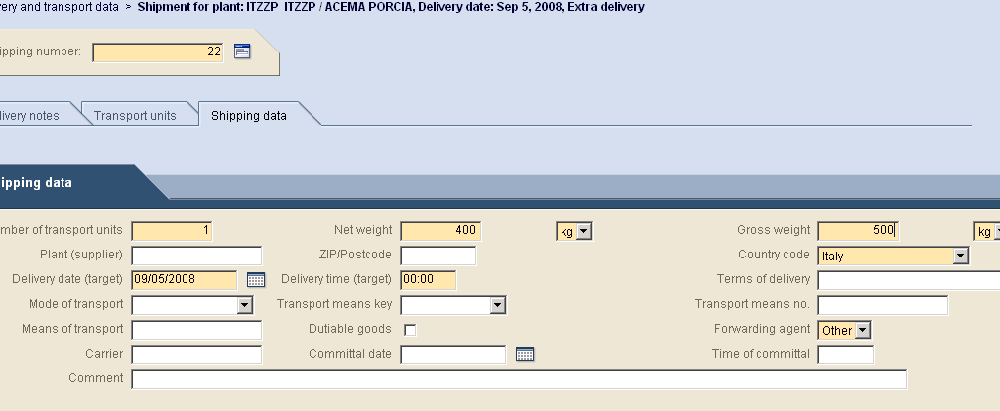 very and transport data > Shipment for plant: ITZZP ITZZP / ACEMA PORCIA, Delivery date: Sep 5, 2008, Extra delivery
ipping number: 22
livery notes Transport units Shipping data
ipping data
mber of transport units 1 Net weight 400 kg Gross weight 500 kg
Plant (supplier) ZIP/Postcode Country code Italy
Delivery date (target) 09/05/2008 Delivery time (target) 00:00 Terms of delivery
Mode of transport Transport means key Transport means no.
Means of transport Dutiable goods Forwarding agent Other
Carrier Committal date Time of committal
Comment